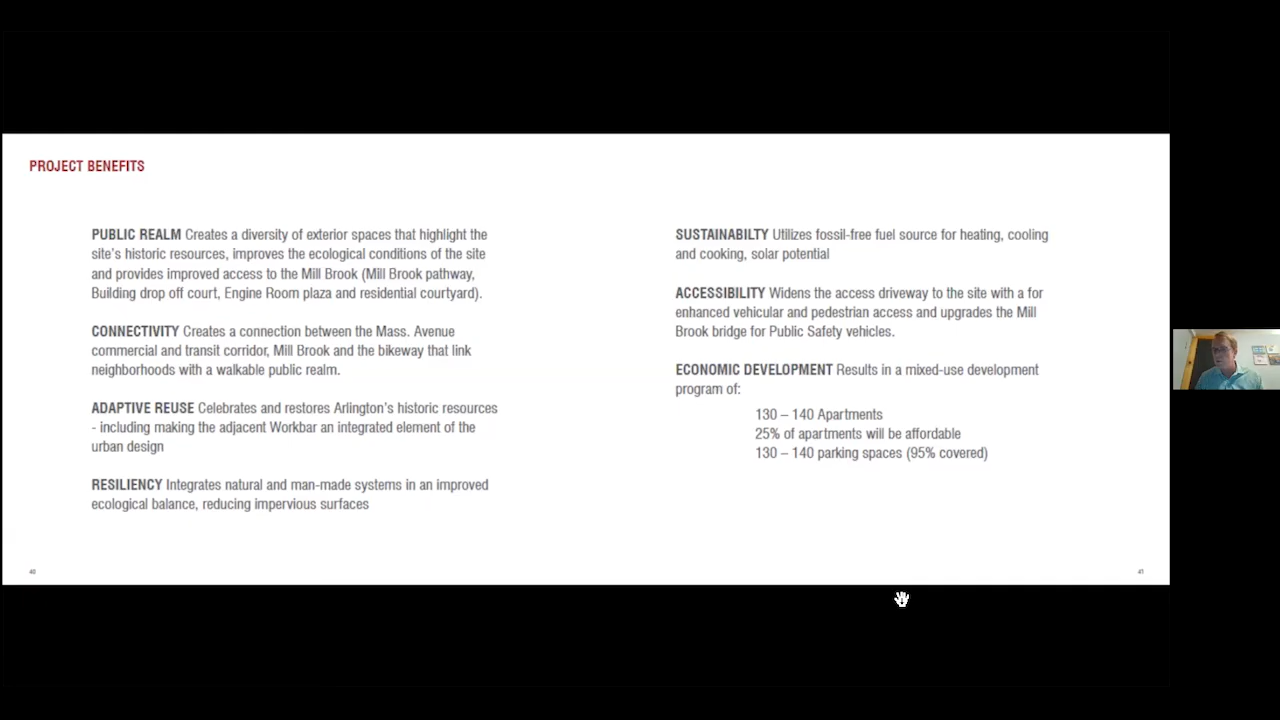 PROJECT BENEFITS
PUBLIC REALM Creates a diversity of exterior spaces that highlight the
site's historic resources, improves the ecological conditions of the site
and provides improved access to the Mill Brook (Mill Brook pathway,
Building drop off court, Engine Room plaza and residential courtyard).
CONNECTIVITY Creates a connection between the Mass. Avenue
commercial and transit corridor, Mill Brook and the bikeway that link
neighborhoods with a walkable public realm.
ADAPTIVE REUSE Celebrates and restores Arlington's historic resources
- including making the adjacent Workbar an integrated element of the
urban design
RESILIENCY Integrates natural and man-made systems in an improved
ecological balance, reducing impervious surfaces
SUSTAINABILTY Utilizes fossil-free fuel source for heating, cooling
and cooking, solar potential
ACCESSIBILITY Widens the access driveway to the site with a for
enhanced vehicular and pedestrian access and upgrades the Mill
Brook bridge for Public Safety vehicles.
ECONOMIC DEVELOPMENT Results in a mixed-use development
program of:
130 – 140 Apartments
25% of apartments will be affordable
130 – 140 parking spaces (95% covered)
40
41